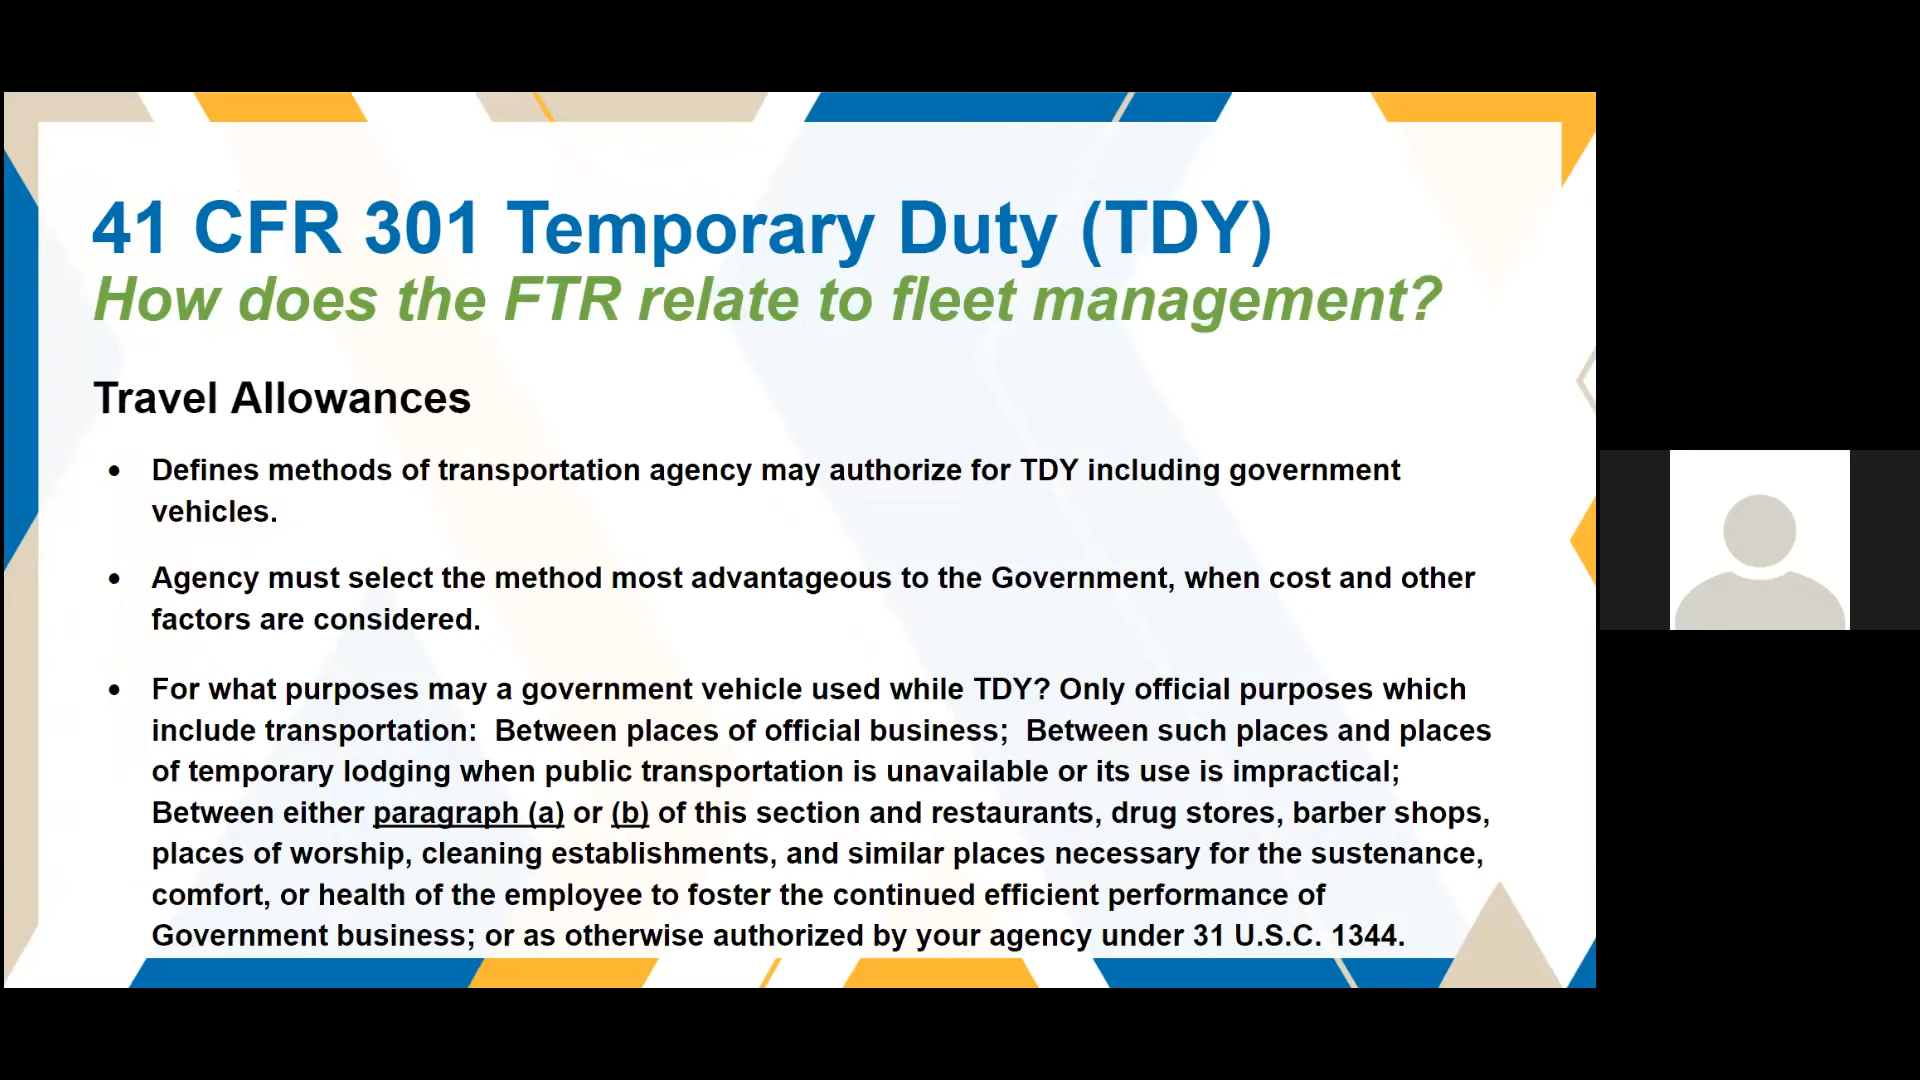 41 CFR 301 Temporary Duty (TDY)
How does the FTR relate to fleet management?
Travel Allowances
• Defines methods of transportation agency may authorize for TDY including government
vehicles.
• Agency must select the method most advantageous to the Government, when cost and other
factors are considered.
• For what purposes may a government vehicle used while TDY? Only official purposes which
include transportation:  Between places of official business;  Between such places and places
of temporary lodging when public transportation is unavailable or its use is impractical;
Between either paragraph (a) or (b) of this section and restaurants, drug stores, barber shops,
places of worship, cleaning establishments, and similar places necessary for the sustenance,
comfort, or health of the employee to foster the continued efficient performance of
Government business; or as otherwise authorized by your agency under 31 U.S.C. 1344.